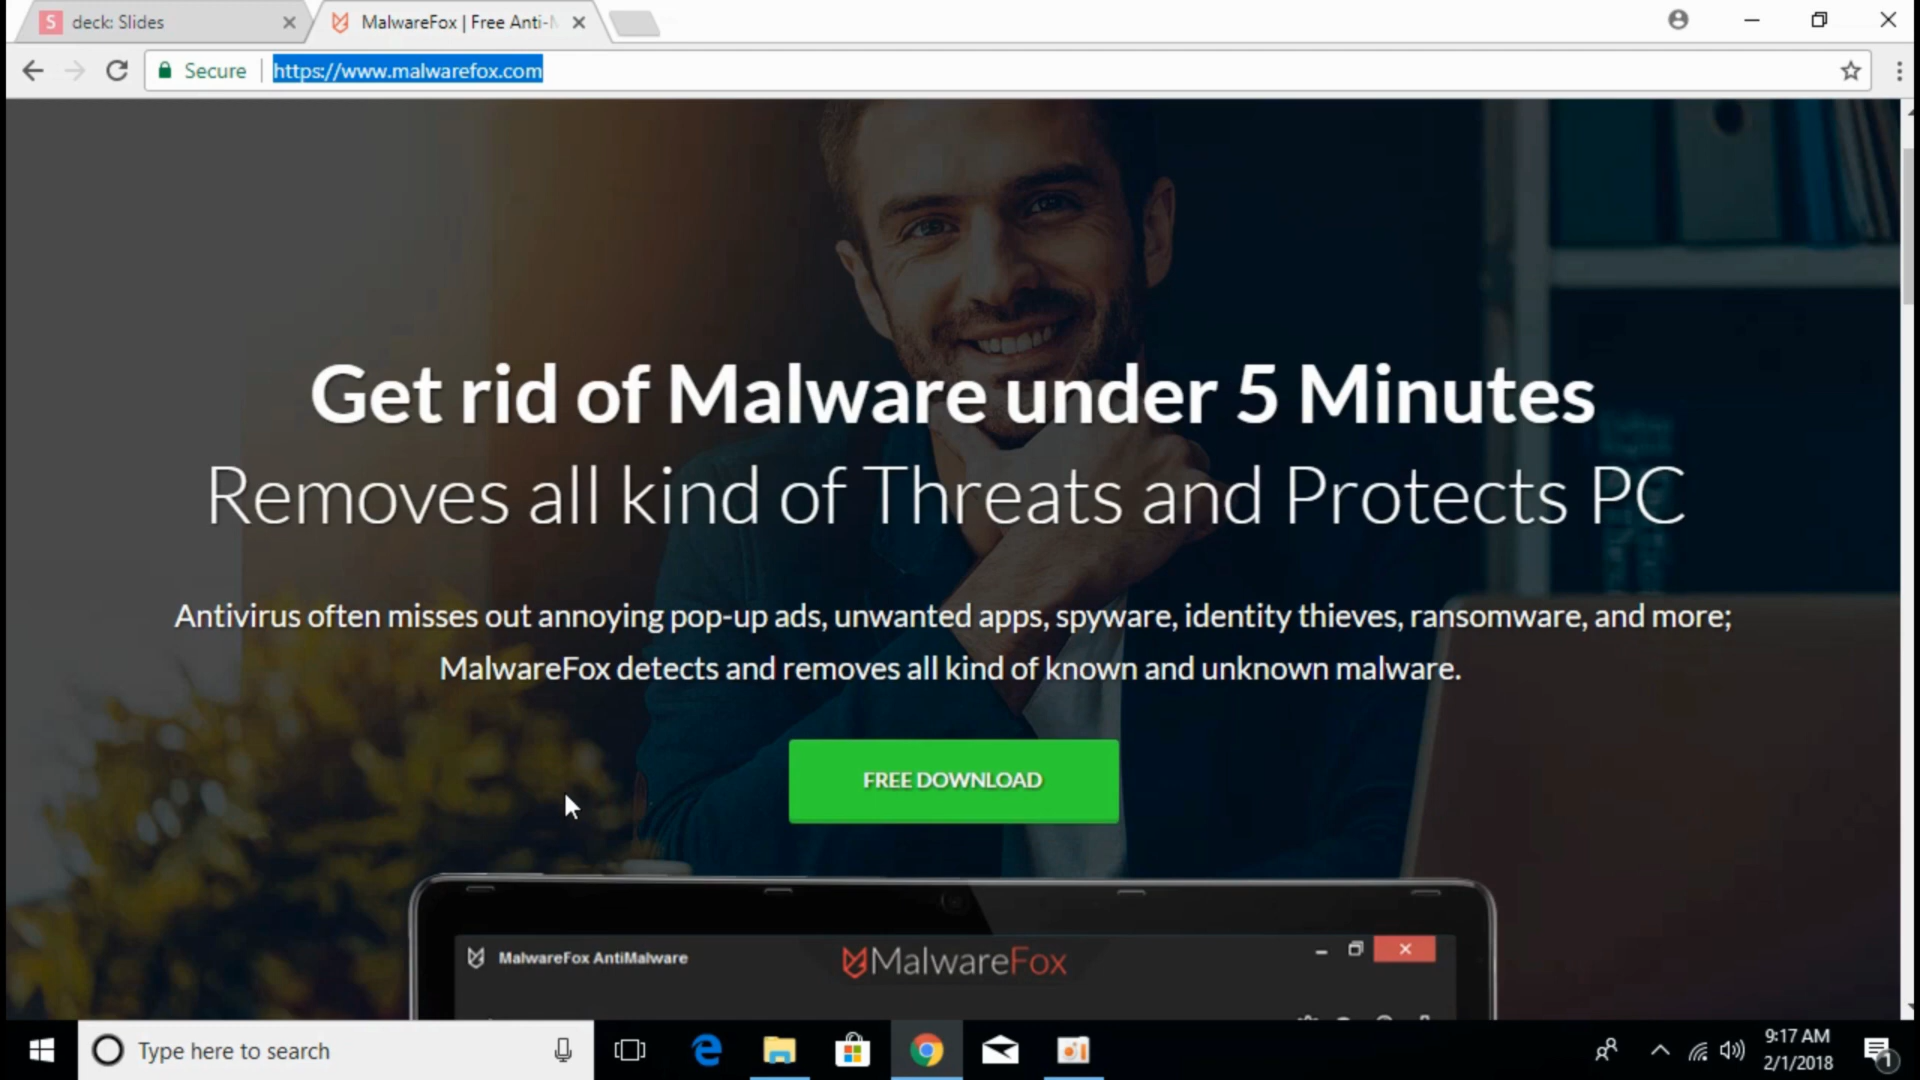 S deck: Slides
MalwareFox | Free Anti-M
Secure https://www.malwarefox.com
Get rid of Malware under 5 Minutes
Removes all kind of Threats and Protects PC
Antivirus often misses out annoying pop-up ads, unwanted apps, spyware, identity thieves, ransomware, and more;
MalwareFox detects and removes all kind of known and unknown malware.
FREE DOWNLOAD
MalwareFox AntiMalware
MalwareFox
Type here to search
9:17 AM
2/1/2018
1